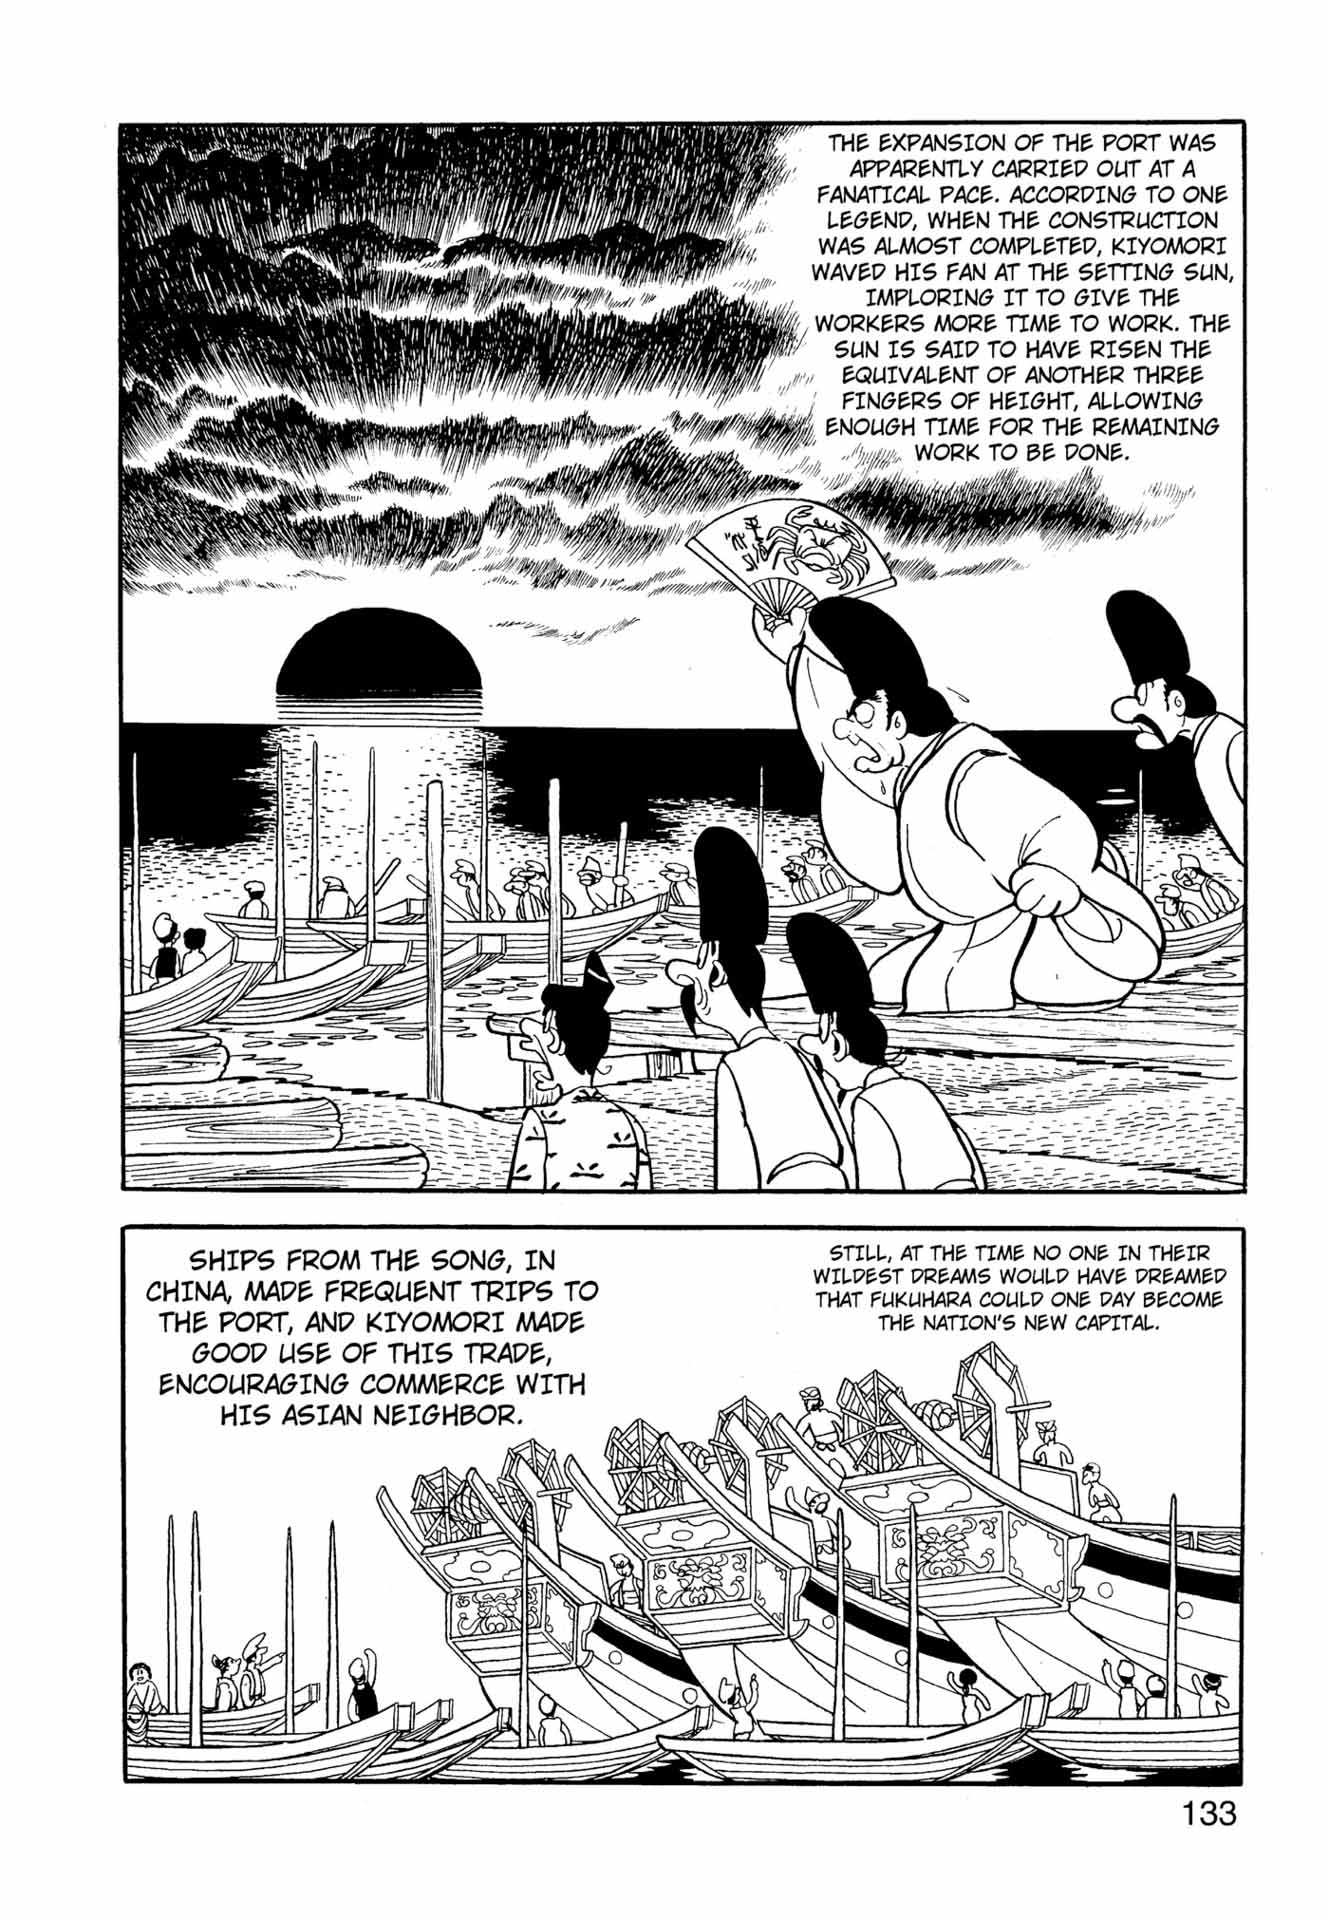 THE EXPANSION OF THE PORT WAS
APPARENTLY CARRIED OUT AT A
FANATICAL PACE. ACCORDING TO ONE
LEGEND, WHEN THE CONSTRUCTION
WAS ALMOST COMPLETED, KIYOMORI
WAVED HIS FAN AT THE SETTING SUN,
IMPLORING IT TO GIVE THE
WORKERS MORE TIME TO WORK. THE
SUN IS SAID TO HAVE RISEN THE
EQUIVALENT OF ANOTHER THREE
FINGERS OF HEIGHT, ALLOWING
ENOUGH TIME FOR THE REMAINING
WORK TO BE DONE.
SHIPS FROM THE SONG, IN
CHINA, MADE FREQUENT TRIPS TO
THE PORT, AND KIYOMORI MADE
GOOD USE OF THIS TRADE,
ENCOURAGING COMMERCE WITH
HIS ASIAN NEIGHBOR.
STILL, AT THE TIME NO ONE IN THEIR
WILDEST DREAMS WOULD HAVE DREAMED
THAT FUKUHARA COULD ONE DAY BECOME
THE NATION'S NEW CAPITAL.
133